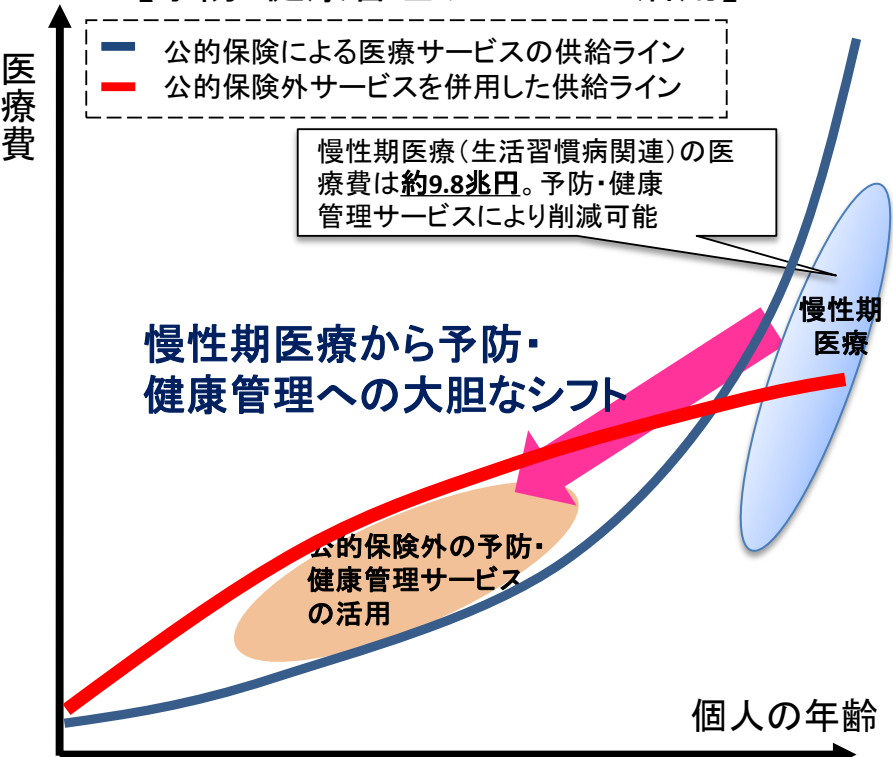 医療費
公的保険による医療サービスの供給ライン
公的保険外サービスを併用した供給ライン
慢性期医療（生活習慣病関連）の医
療費は約9.8兆円。予防・健康
管理サービスにより削減可能
慢性期
医療
慢性期医療から予防・
健康管理への大胆なシフト
公的保険外の予防・
健康管理サービス
の活用
個人の年齢